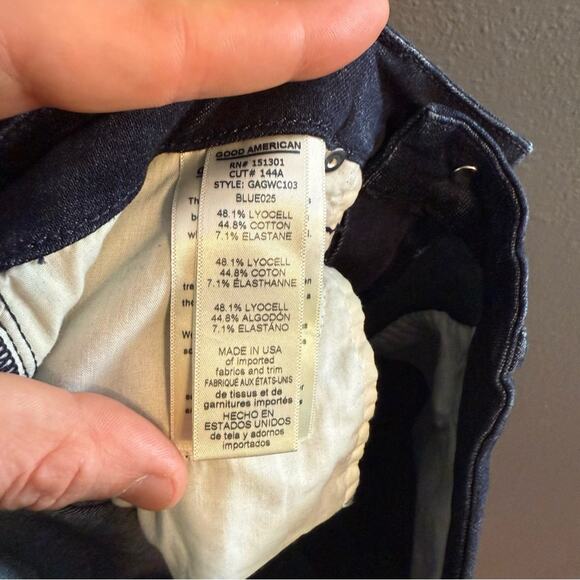 GOOD AMERICAN
RN# 151301
CUT# 144A
STYLE: GAGWC103
BLUE025
48.1% LYOCELL
44.8% COTTON
7.1% ELASTANE
48.1% LYOCELL
44.8% COTON
7.1% ÉLASTHANNE
48.1% LYOCELL
44.8% ALGODÓN
7.1% ELASTÁNO
MADE IN USA
of imported
fabrics and trim
FABRIQUÉ AUX ÉTATS-UNIS
de tissus et de
garnitures importés
HECHO EN
ESTADOS UNIDOS
de tela y adornos
importados